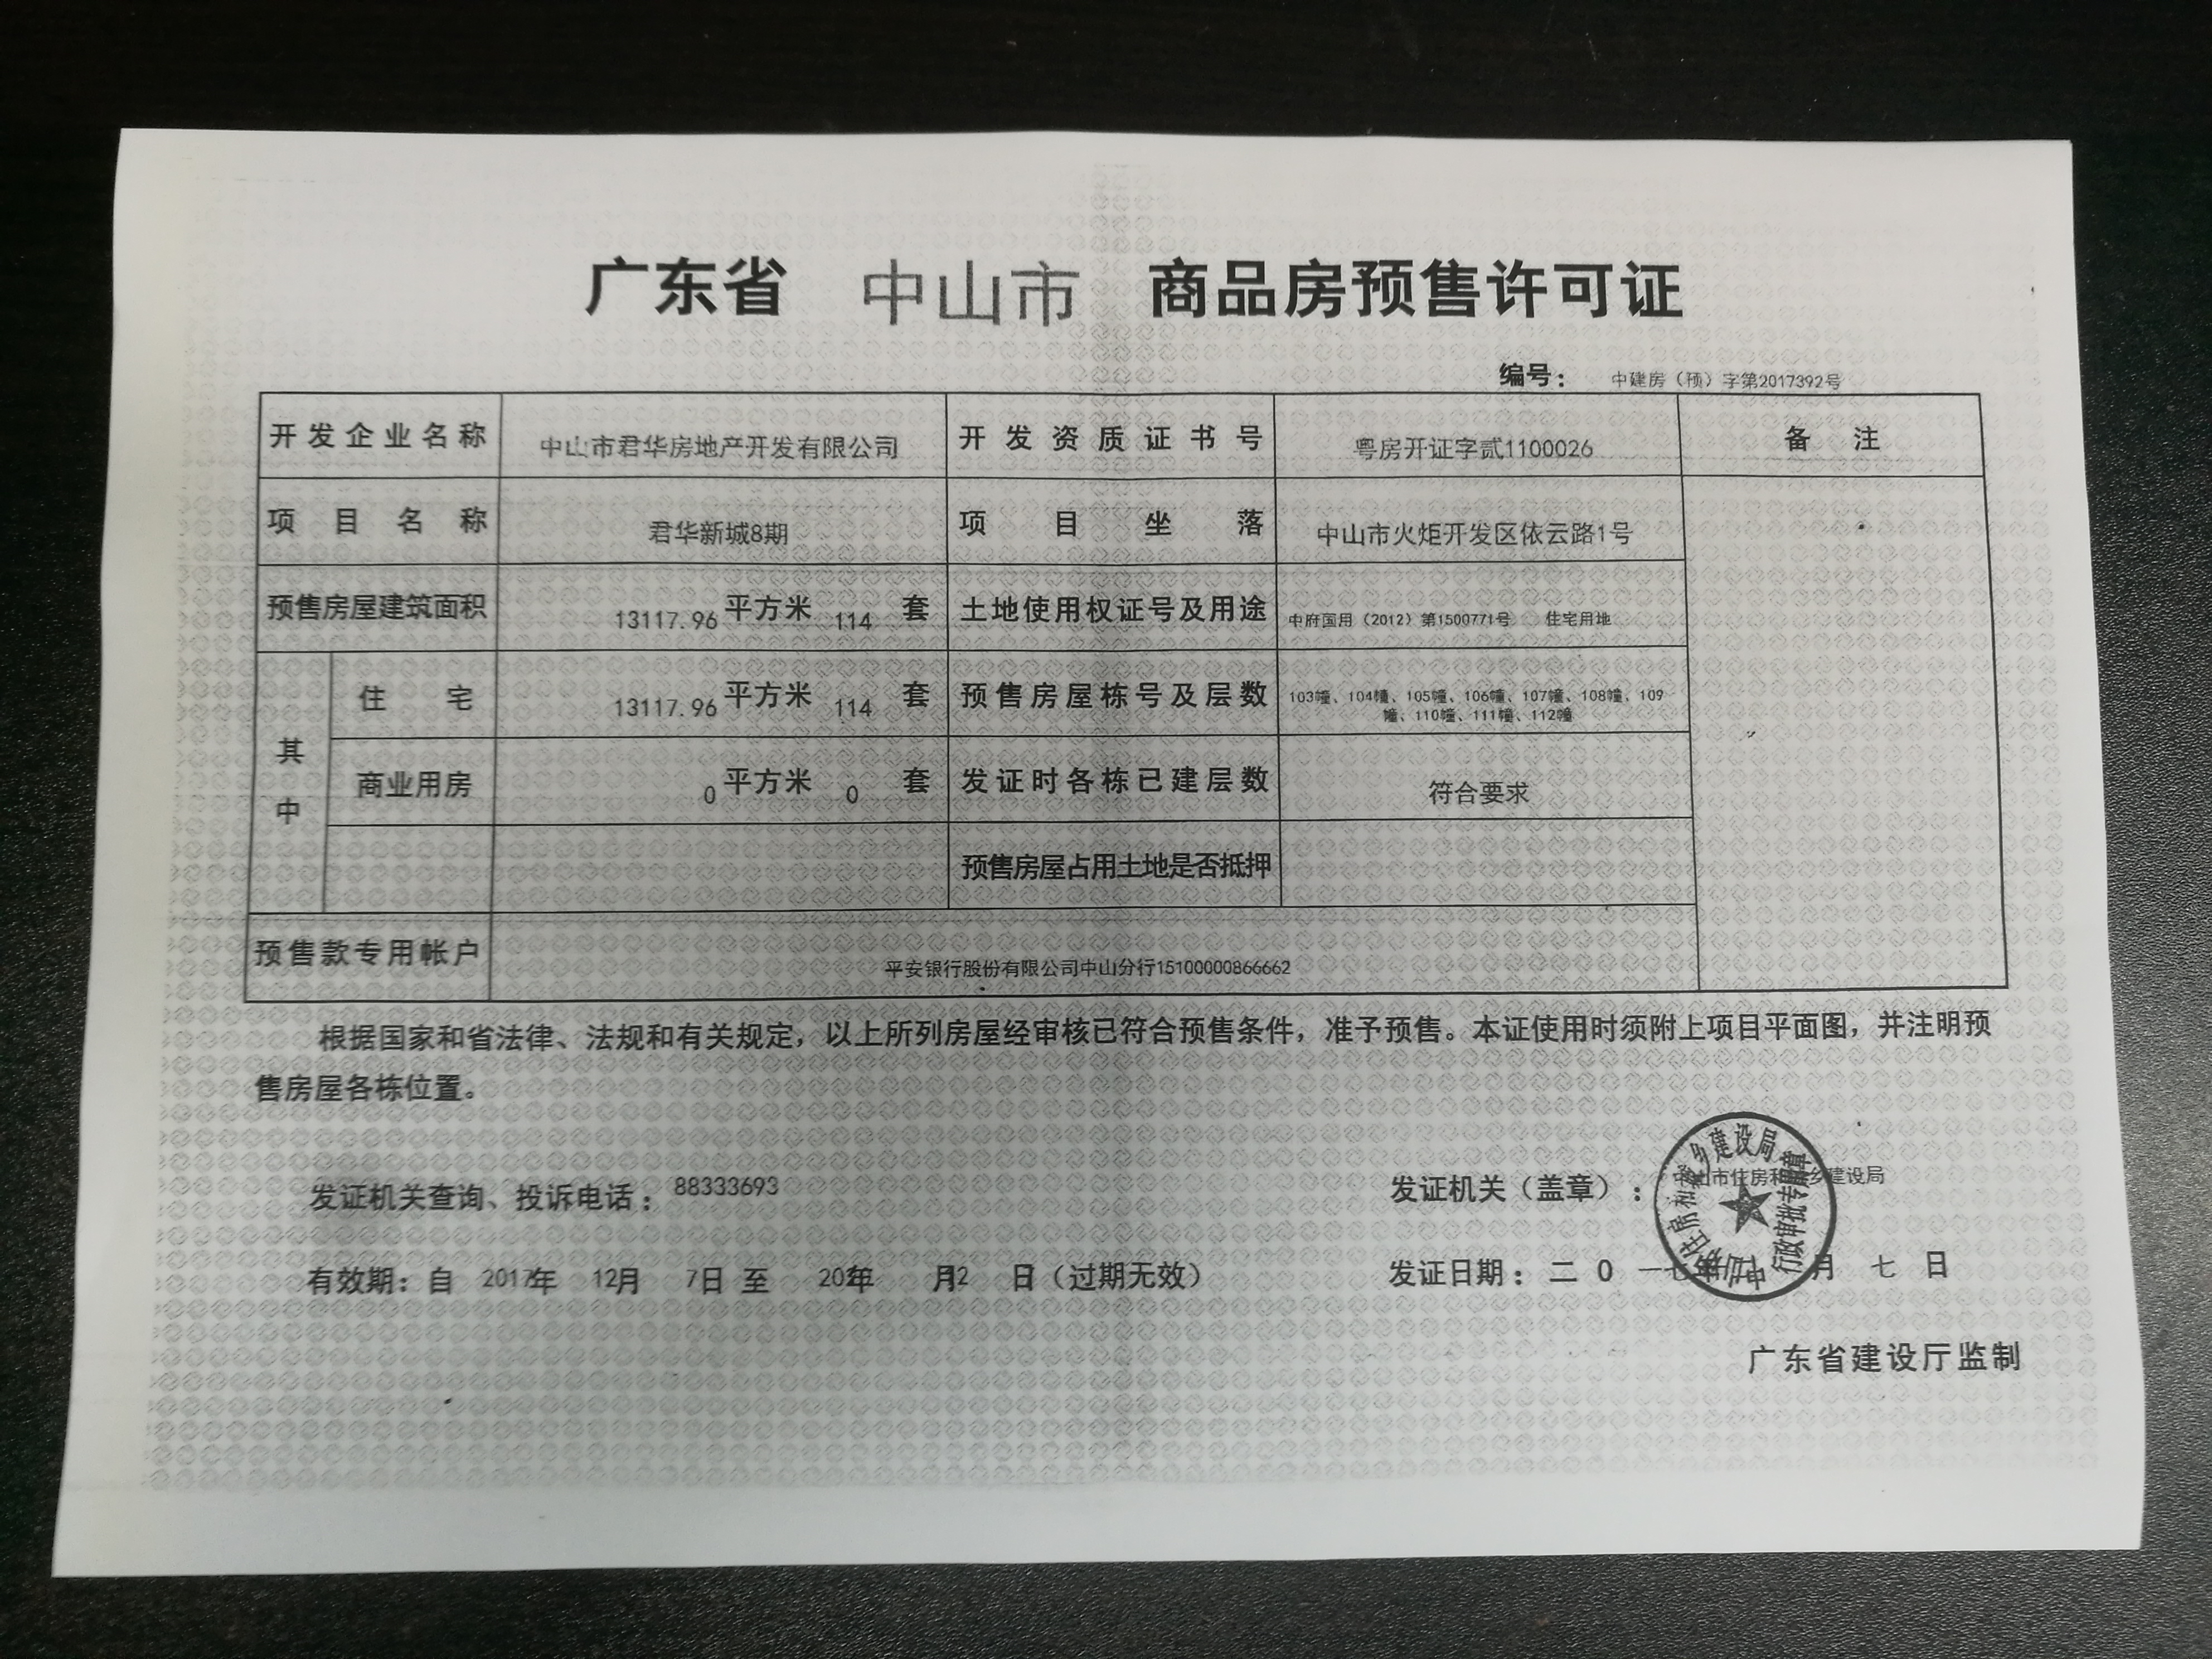 广东省 中山市 商品房预售许可证
编号： 中建房（预）字第2017392号
开发企业名称 中山市君华房地产开发有限公司 开发资质证书号 粤房开证字贰1100026 备注
项目名称 君华新城8期 项目坐落 中山市火炬开发区依云路1号
预售房屋建筑面积 13117.96平方米 114 套 土地使用权证号及用途 中府国用（2012）第1500771号 住宅用地
其中 住宅 13117.96平方米 114 套 预售房屋栋号及层数 103幢、104幢、105幢、106幢、107幢、108幢、109
幢、110幢、111幢、112幢
商业用房 0平方米 0 套 发证时各栋已建层数 符合要求
预售房屋占用土地是否抵押
预售款专用帐户 平安银行股份有限公司中山分行15100000866662
根据国家和省法律、法规和有关规定，以上所列房屋经审核已符合预售条件，准予预售。本证使用时须附上项目平面图，并注明预
售房屋各栋位置。
发证机关查询、投诉电话：88333693 发证机关（盖章）： 中山市住房和城乡建设局
有效期：自 2017年 12月 7日 至 年 月 日（过期无效） 发证日期：二0一七 月 七 日
广东省建设厅监制